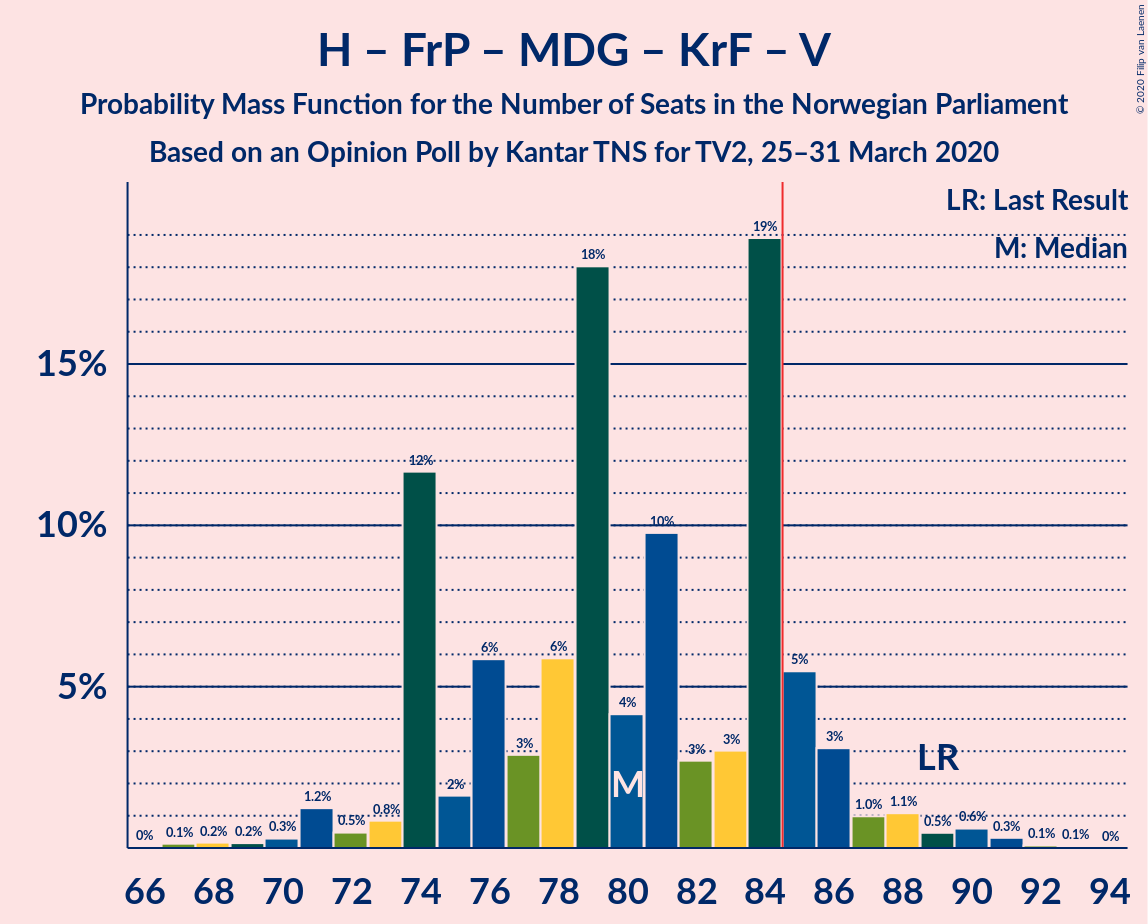 H – FrP – MDG – KrF – V
Probability Mass Function for the Number of Seats in the Norwegian Parliament
Based on an Opinion Poll by Kantar TNS for TV2, 25–31 March 2020
© 2020 Filip van Laenen
LR: Last Result
M: Median
15%
10%
5%
0% 0.1% 0.2% 0.2% 0.3% 1.2% 0.5% 0.8% 12% 2% 6% 3% 6% 18% 4% 10% 3% 3% 19% 5% 3% 1.0% 1.1% 0.5% 0.6% 0.3% 0.1% 0.1% 0%
M
LR
66 68 70 72 74 76 78 80 82 84 86 88 90 92 94